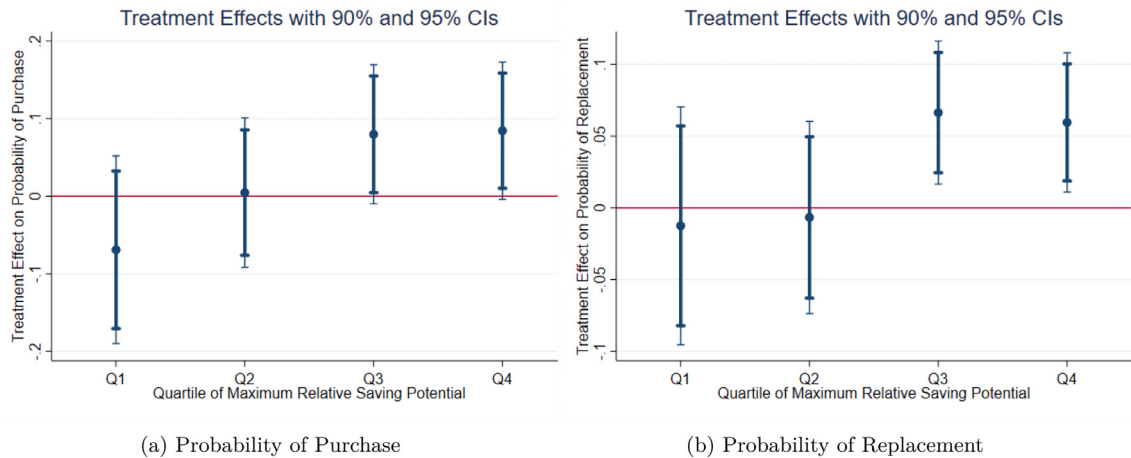 Treatment Effects with 90% and 95% CIs
Treatment Effect on Probability of Purchase
.2
.1
0
-.1
-.2
Q1 Q2 Q3 Q4
Quartile of Maximum Relative Saving Potential
(a) Probability of Purchase
Treatment Effects with 90% and 95% CIs
Treatment Effect on Probability of Replacement
.1
.05
0
-.05
-.1
Q1 Q2 Q3 Q4
Quartile of Maximum Relative Saving Potential
(b) Probability of Replacement